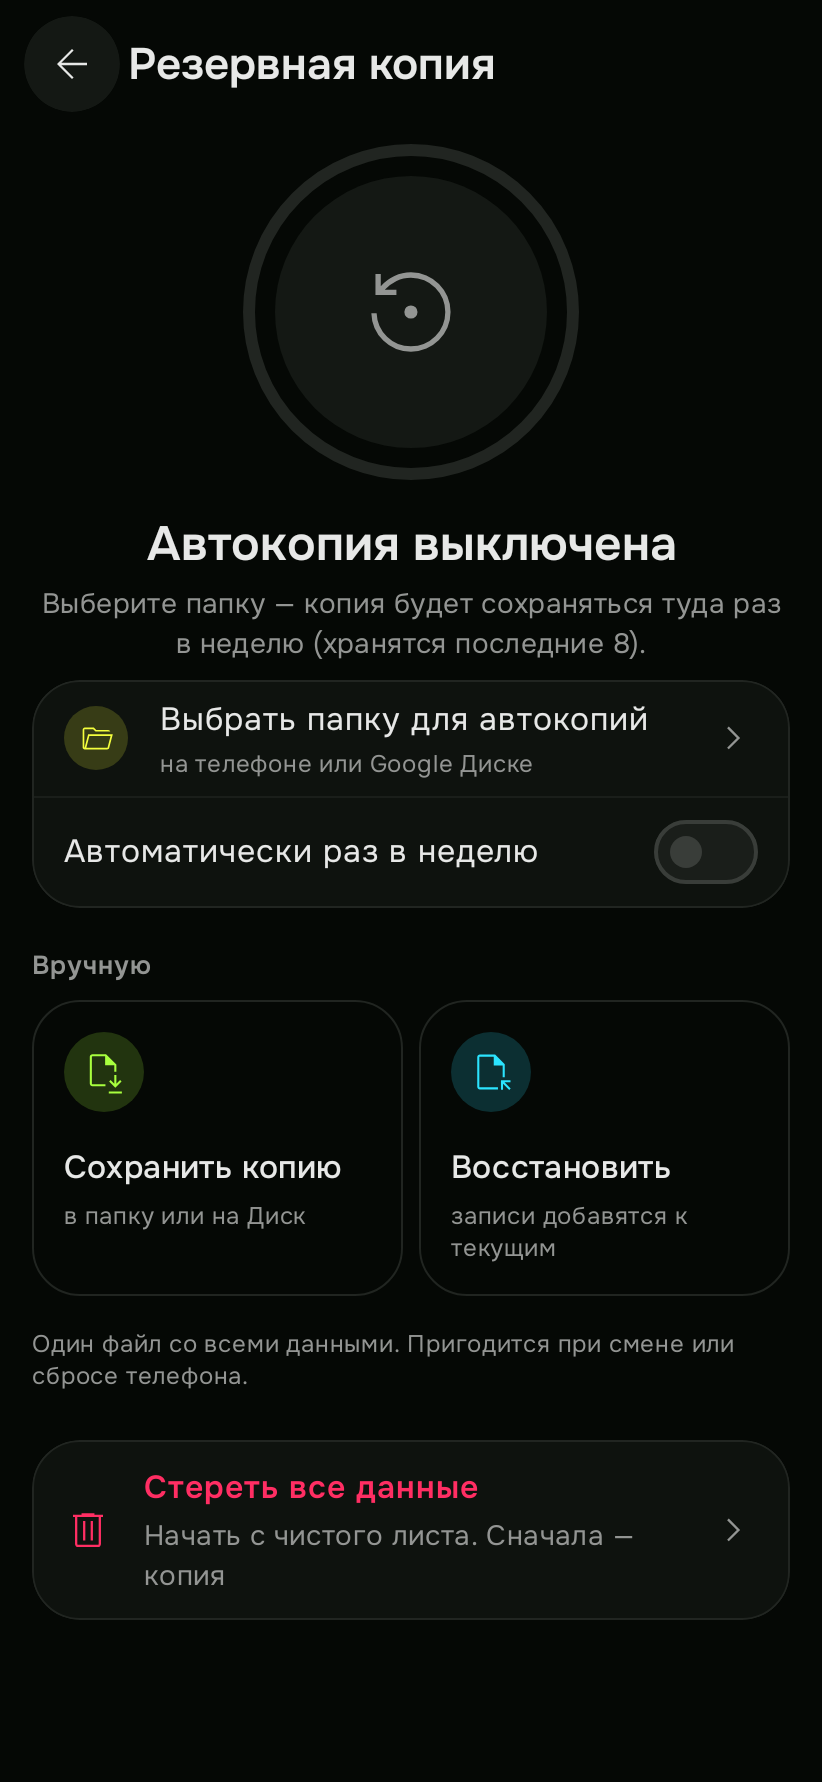 Резервная копия
Автокопия выключена
Выберите папку — копия будет сохраняться туда раз
в неделю (хранятся последние 8).
Выбрать папку для автокопий
на телефоне или Google Диске
Автоматически раз в неделю
Вручную
Сохранить копию
в папку или на Диск
Восстановить
записи добавятся к
текущим
Один файл со всеми данными. Пригодится при смене или
сбросе телефона.
Стереть все данные
Начать с чистого листа. Сначала —
копия